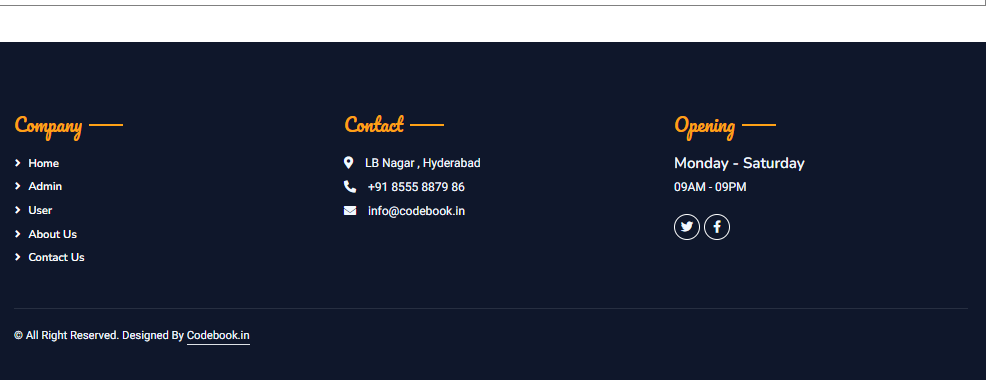 Company
Home
Admin
User
About Us
Contact Us
Contact
LB Nagar , Hyderabad
+91 8555 8879 86
info@codebook.in
Opening
Monday - Saturday
09AM - 09PM
© All Right Reserved. Designed By Codebook.in